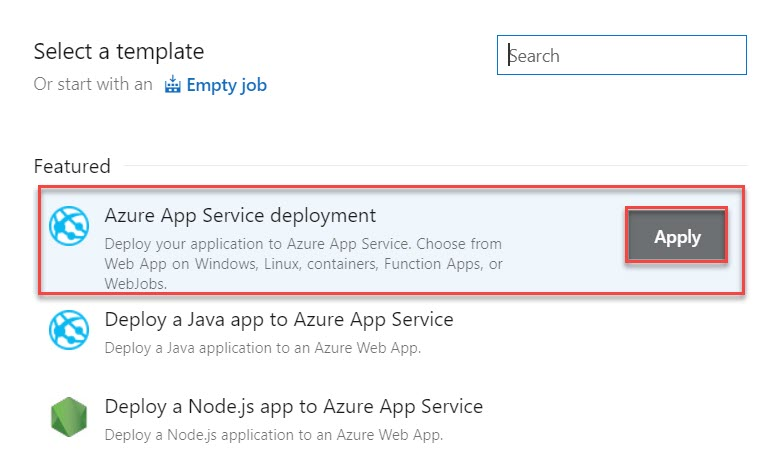 Select a template
Search
Or start with an Empty job
Featured
Azure App Service deployment
Deploy your application to Azure App Service. Choose from
Web App on Windows, Linux, containers, Function Apps, or
WebJobs.
Apply
Deploy a Java app to Azure App Service
Deploy a Java application to an Azure Web App.
Deploy a Node.js app to Azure App Service
Deploy a Node.js application to an Azure Web App.